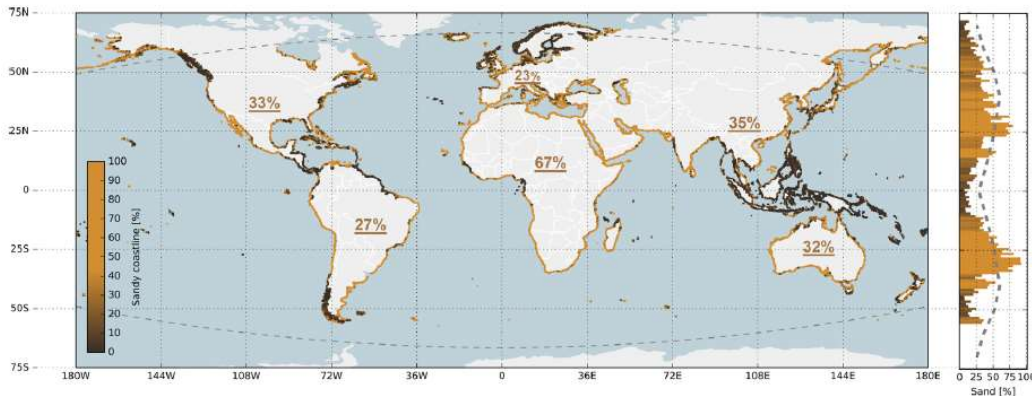 75N
50N
25N
0
25S
50S
75S
180W 144W 108W 72W 36W 0 36E 72E 108E 144E 180E
33%
23%
35%
67%
27%
32%
100
90
80
70
60
50
40
30
20
10
0
Sandy coastline [%]
0 25 50 75 100
Sand [%]